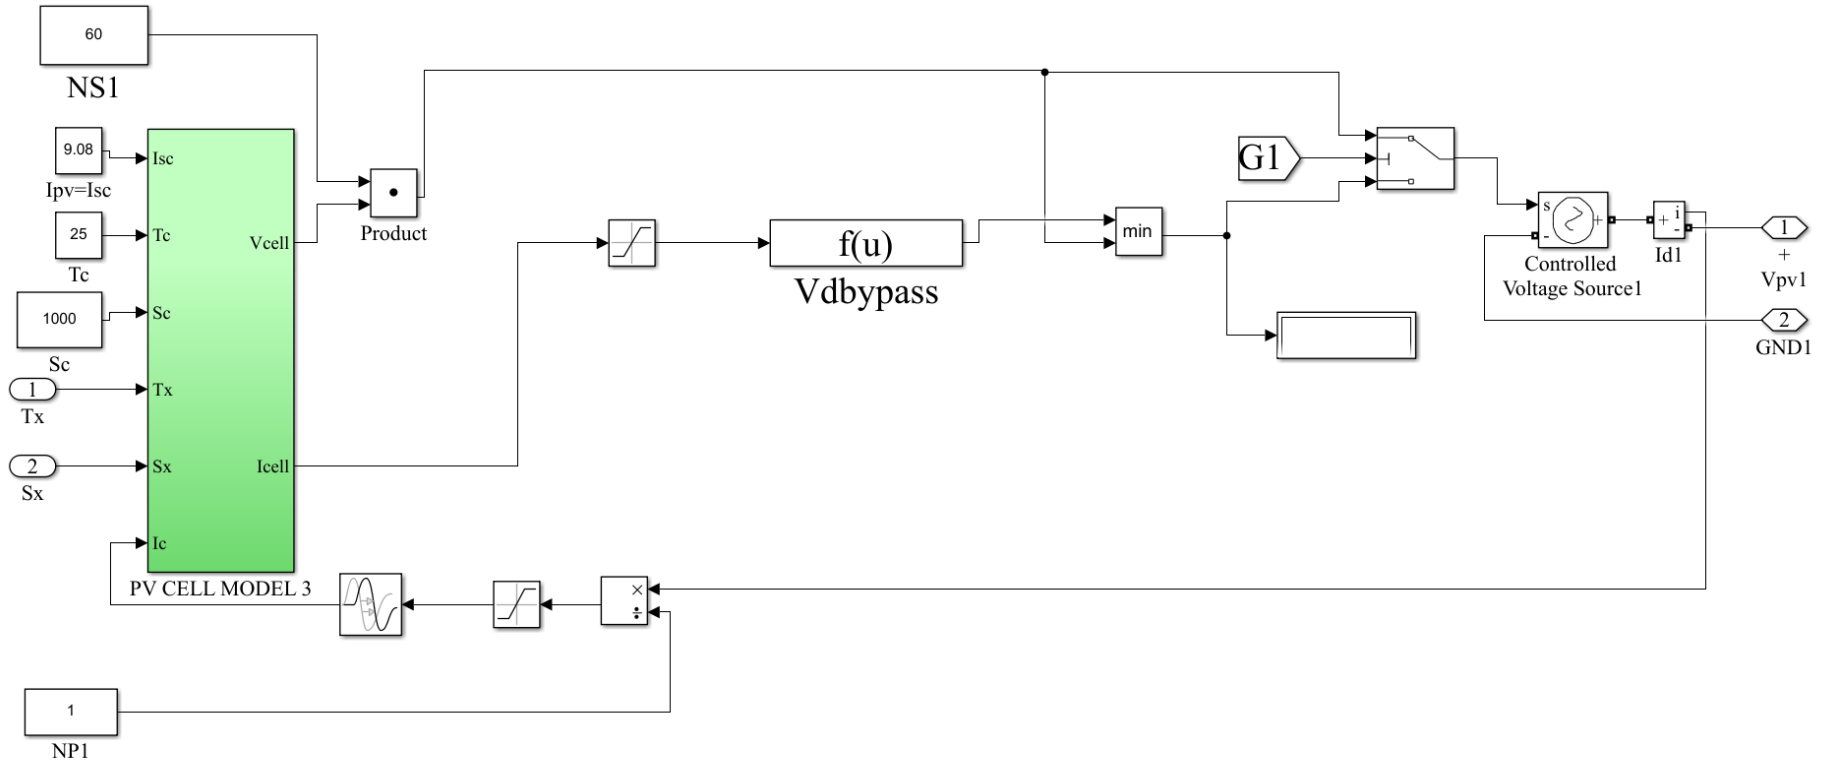 60
NS1
9.08
Ipv=Isc
25
Tc
1000
Sc
1
Tx
2
Sx
Isc
Tc
Sc
Tx
Sx
Ic
Vcell
Icell
PV CELL MODEL 3
Product
f(u)
Vdbypass
min
G1
s
+
-
Controlled
Voltage Source1
+
i
-
Id1
1
+
Vpv1
2
GND1
×
÷
1
NP1